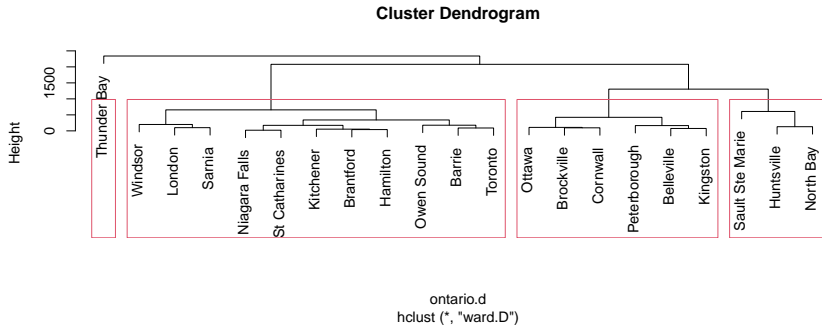 Cluster Dendrogram
Height
0
1500
Thunder Bay
Windsor
London
Sarnia
Niagara Falls
St Catharines
Kitchener
Brantford
Hamilton
Owen Sound
Barrie
Toronto
Ottawa
Brockville
Cornwall
Peterborough
Belleville
Kingston
Sault Ste Marie
Huntsville
North Bay
ontario.d
hclust (*, "ward.D")